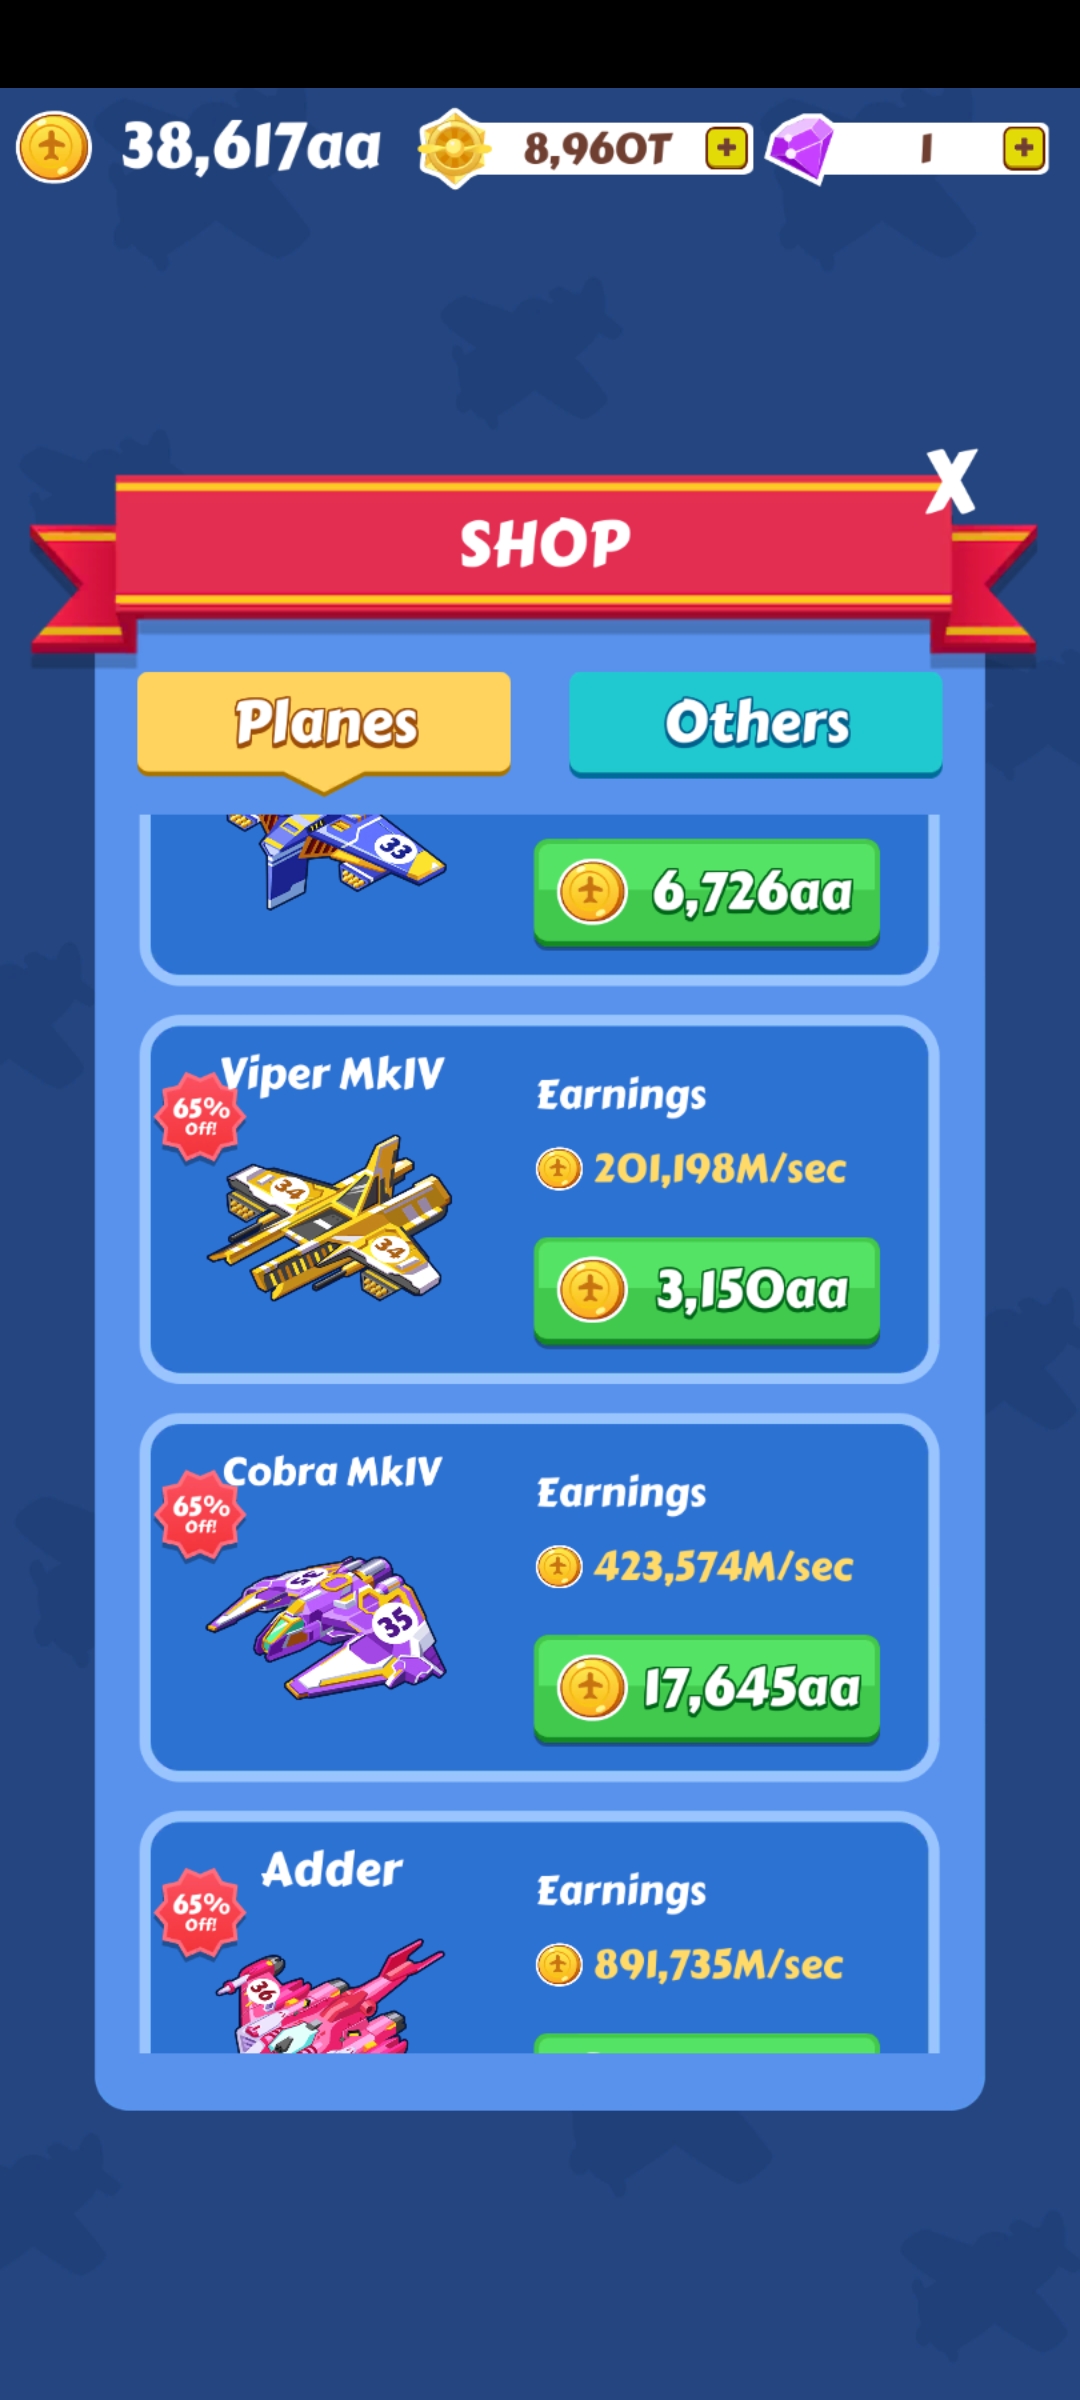 38,617aa 8,960T + 1 +
X
SHOP
Planes Others
33
6,726aa
Viper MkIV
65%
Off!
Earnings
201,198M/sec
34
34
3,150aa
Cobra MkIV
65%
Off!
Earnings
423,574M/sec
35
35
17,645aa
Adder
65%
Off!
Earnings
891,735M/sec
36